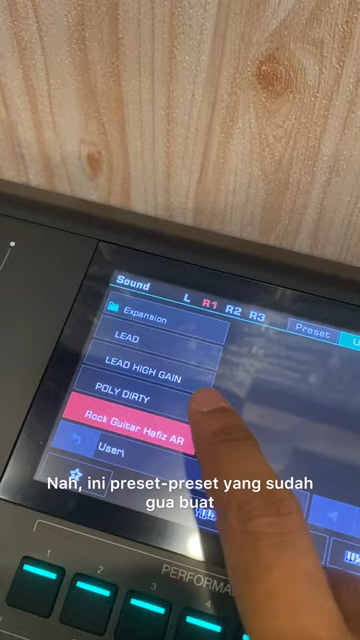 Sound
L R1 R2 R3
Preset
Expansion
LEAD
LEAD HIGH GAIN
POLY DIRTY
Rock Guitar Hafiz AR
User\
Nah, ini preset-preset yang sudah
gua buat
1 2 3 4